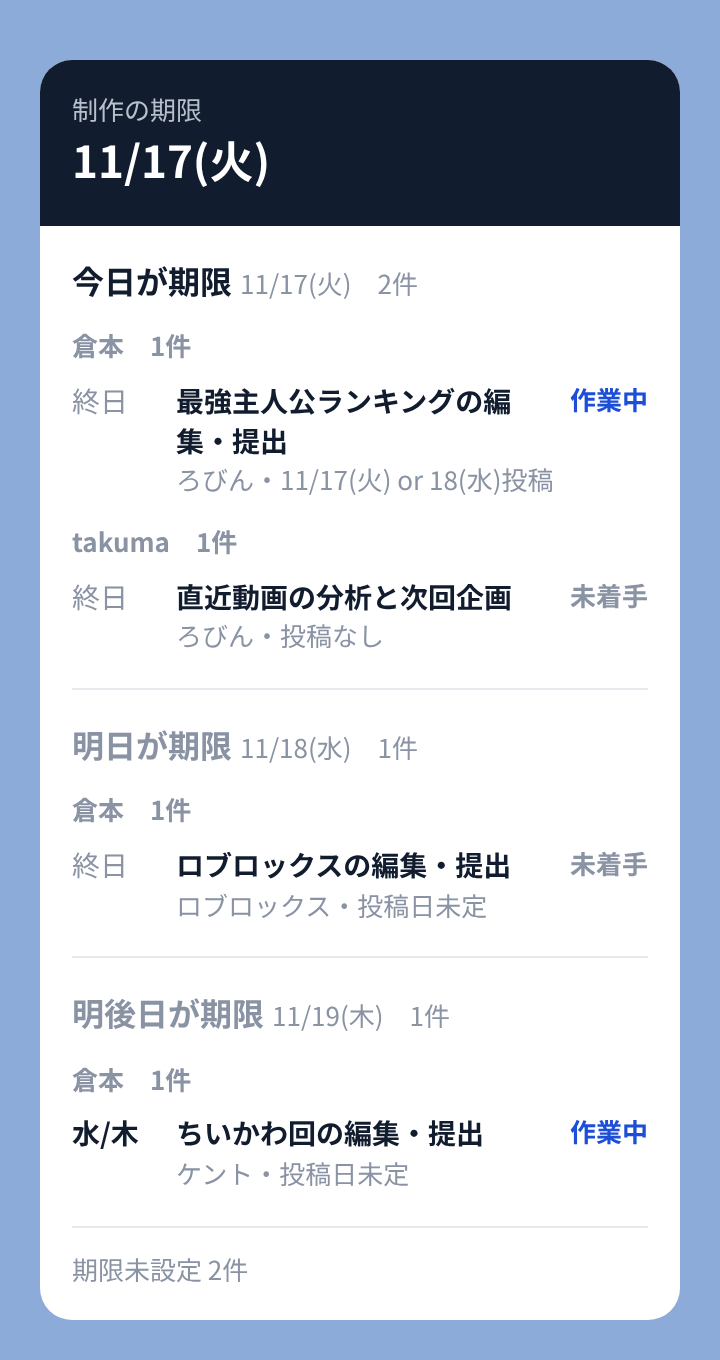 制作の期限
11/17(火)
今日が期限 11/17(火)　2件
倉本　1件
終日　最強主人公ランキングの編　作業中
集・提出
ろびん・11/17(火) or 18(水)投稿
takuma　1件
終日　直近動画の分析と次回企画　未着手
ろびん・投稿なし
明日が期限 11/18(水)　1件
倉本　1件
終日　ロブロックスの編集・提出　未着手
ロブロックス・投稿日未定
明後日が期限 11/19(木)　1件
倉本　1件
水/木　ちいかわ回の編集・提出　作業中
ケント・投稿日未定
期限未設定 2件